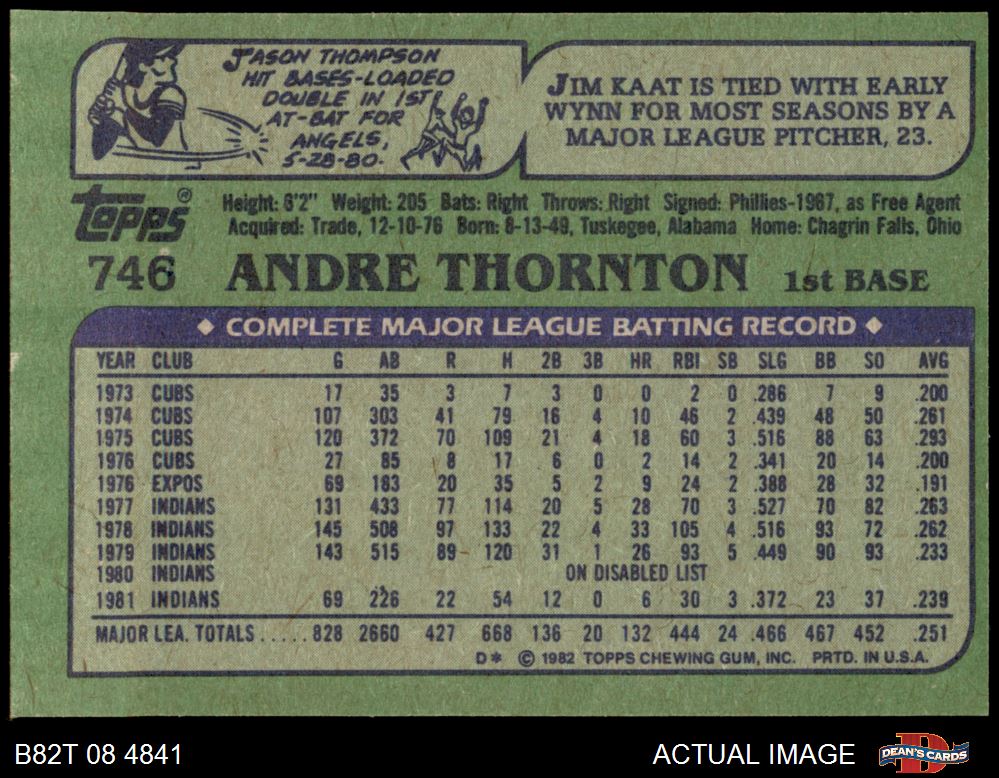 JASON THOMPSON
HIT BASES-LOADED
DOUBLE IN 1ST
AT-BAT FOR
ANGELS,
5-28-80.
JIM KAAT IS TIED WITH EARLY
WYNN FOR MOST SEASONS BY A
MAJOR LEAGUE PITCHER, 23.
Topps®
Height: 6'2" Weight: 205 Bats: Right Throws: Right Signed: Phillies-1967, as Free Agent
Acquired: Trade, 12-10-76 Born: 8-13-49, Tuskegee, Alabama Home: Chagrin Falls, Ohio
746 ANDRE THORNTON 1st BASE
◆ COMPLETE MAJOR LEAGUE BATTING RECORD ◆
YEAR CLUB G AB R H 2B 3B HR RBI SB SLG BB SO AVG
1973 CUBS 17 35 3 7 3 0 0 2 0 .286 7 9 .200
1974 CUBS 107 303 41 79 16 4 10 46 2 .439 48 50 .261
1975 CUBS 120 372 70 109 21 4 18 60 3 .516 88 63 .293
1976 CUBS 27 85 8 17 6 0 2 14 2 .341 20 14 .200
1976 EXPOS 69 183 20 35 5 2 9 24 2 .388 28 32 .191
1977 INDIANS 131 433 77 114 20 5 28 70 3 .527 70 82 .263
1978 INDIANS 145 508 97 133 22 4 33 105 4 .516 93 72 .262
1979 INDIANS 143 515 89 120 31 1 26 93 5 .449 90 93 .233
1980 INDIANS ON DISABLED LIST
1981 INDIANS 69 226 22 54 12 0 6 30 3 .372 23 37 .239
MAJOR LEA. TOTALS.....828 2660 427 668 136 20 132 444 24 .466 467 452 .251
D* © 1982 TOPPS CHEWING GUM, INC. PRTD. IN U.S.A.
B82T 08 4841 ACTUAL IMAGE DEAN'S CARDS